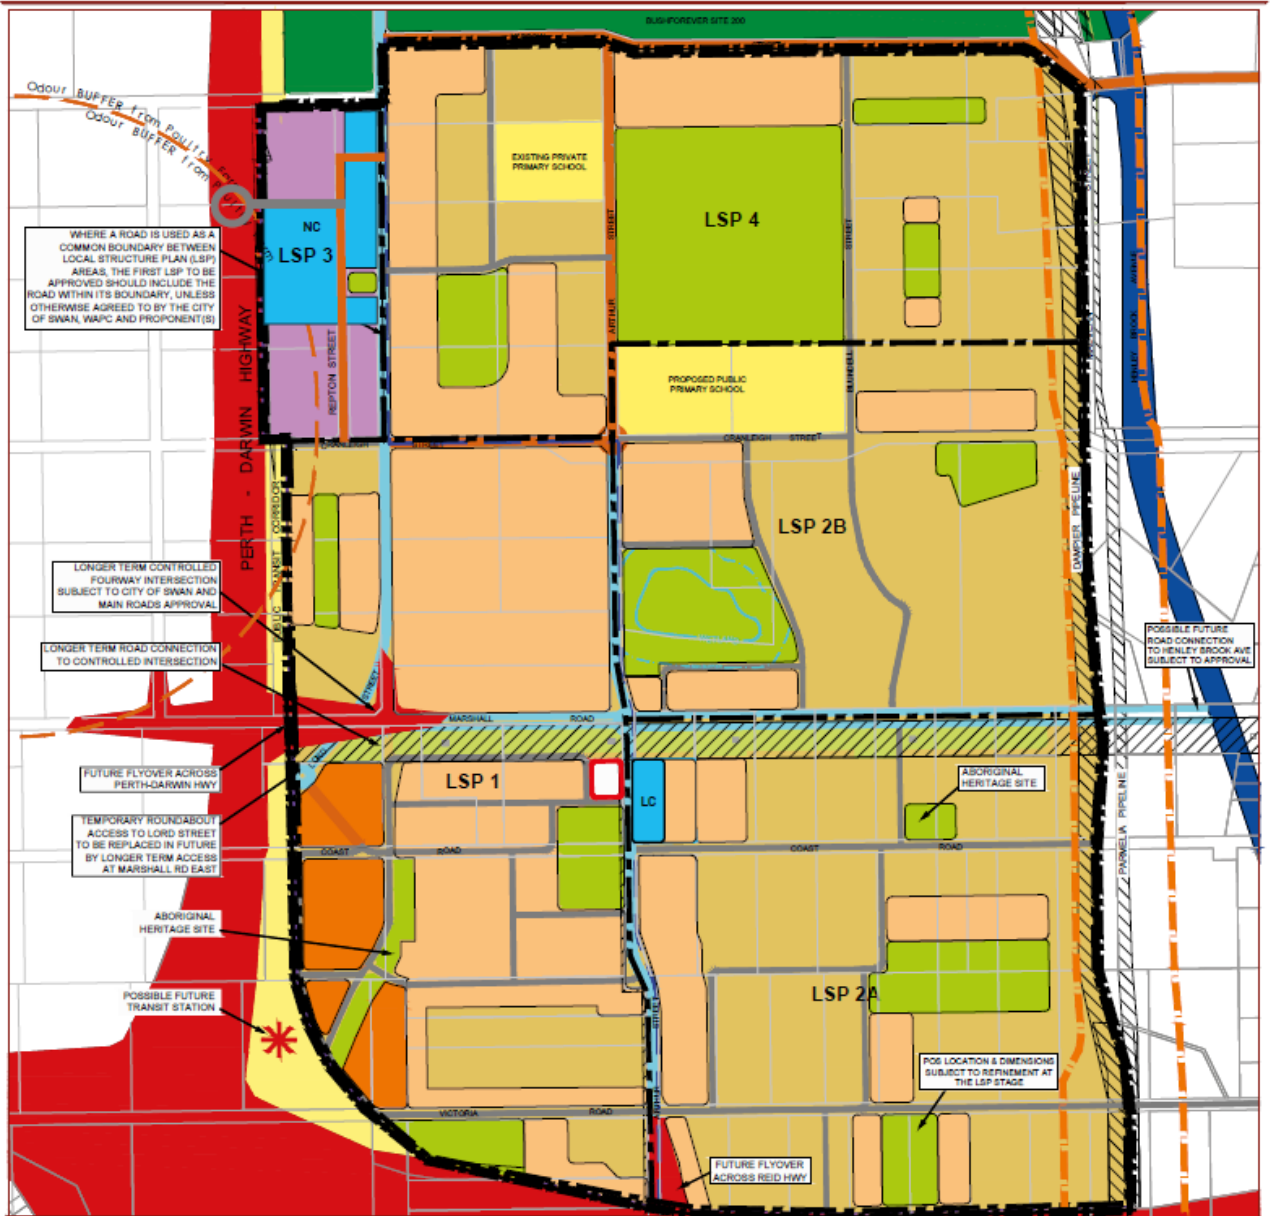 BUSHFOREVER SITE 200
Odour BUFFER from Poultry
Odour BUFFER from
EXISTING PRIVATE
PRIMARY SCHOOL
LSP 4
NC
LSP 3
WHERE A ROAD IS USED AS A
COMMON BOUNDARY BETWEEN
LOCAL STRUCTURE PLAN (LSP)
AREAS, THE FIRST LSP TO BE
APPROVED SHOULD INCLUDE THE
ROAD WITHIN ITS BOUNDARY, UNLESS
OTHERWISE AGREED TO BY THE CITY
OF SWAN, WAPC AND PROPONENT(S)
PERTH - DARWIN HIGHWAY
REPTON STREET
ARTHUR STREET
BLUNDELL STREET
HENLEY BROOK AVENUE
PROPOSED PUBLIC
PRIMARY SCHOOL
STREET
CRANLEIGH STREET
PUBLIC TRANSIT CORRIDOR
LSP 2B
DAMPIER PIPELINE
LONGER TERM CONTROLLED
FOURWAY INTERSECTION
SUBJECT TO CITY OF SWAN AND
MAIN ROADS APPROVAL
LONGER TERM ROAD CONNECTION
TO CONTROLLED INTERSECTION
POSSIBLE FUTURE
ROAD CONNECTION
TO HENLEY BROOK AVE
SUBJECT TO APPROVAL
STREET
MARSHALL ROAD
LORD
FUTURE FLYOVER ACROSS
PERTH-DARWIN HWY
LSP 1
LC
ABORIGINAL
HERITAGE SITE
PARMELIA PIPELINE
TEMPORARY ROUNDABOUT
ACCESS TO LORD STREET
TO BE REPLACED IN FUTURE
BY LONGER TERM ACCESS
AT MARSHALL RD EAST
COAST ROAD
COAST ROAD
ABORIGINAL
HERITAGE SITE
POSSIBLE FUTURE
TRANSIT STATION
LSP 2A
STREET
POS LOCATION & DIMENSIONS
SUBJECT TO REFINEMENT AT
THE LSP STAGE
ARTHUR
VICTORIA ROAD
FUTURE FLYOVER
ACROSS REID HWY